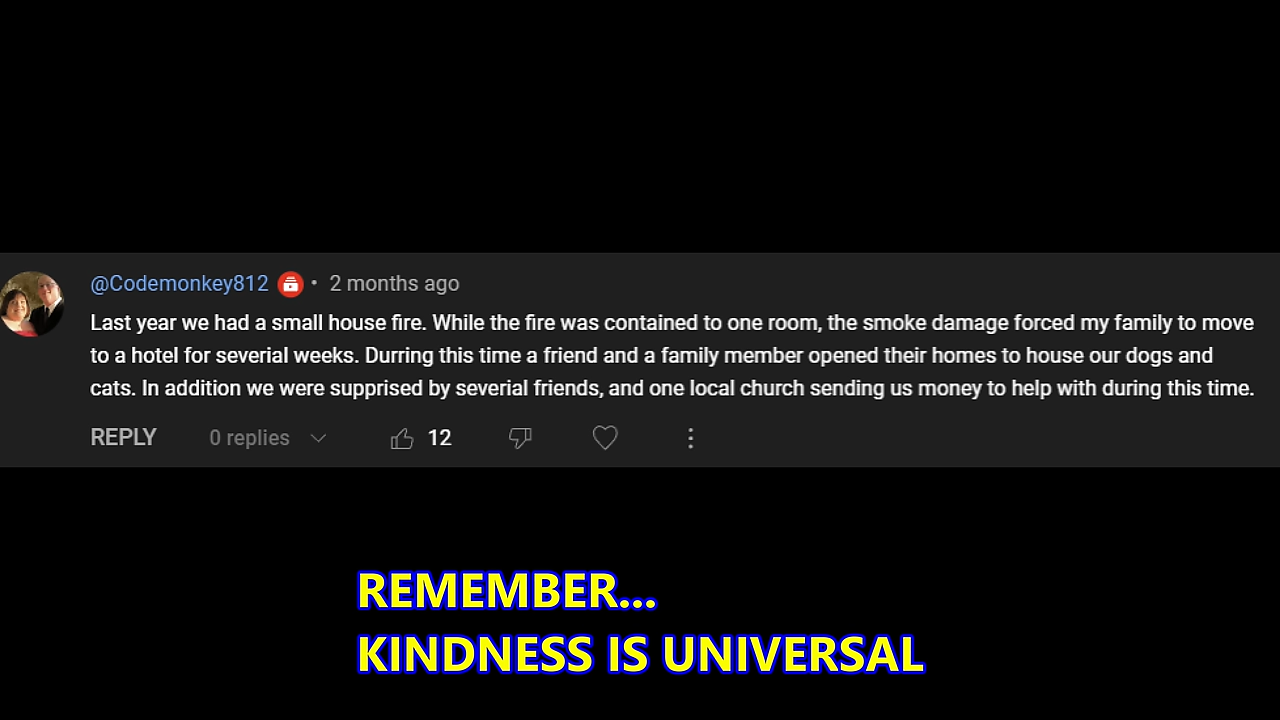 @Codemonkey812 • 2 months ago
Last year we had a small house fire. While the fire was contained to one room, the smoke damage forced my family to move
to a hotel for severial weeks. Durring this time a friend and a family member opened their homes to house our dogs and
cats. In addition we were supprised by severial friends, and one local church sending us money to help with during this time.
REPLY 0 replies 12
REMEMBER...
KINDNESS IS UNIVERSAL